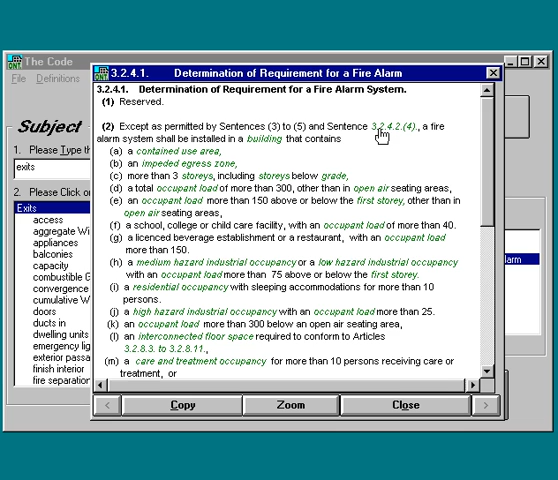 The Code
File Definitions
Subject
1. Please Type th
exits
2. Please Click or
Exits
access
aggregate Wi
appliances
balconies
capacity
combustible G
convergence
cumulative W
doors
ducts in
dwelling units
emergency lig
exterior passa
finish interior
fire separation
3.2.4.1. Determination of Requirement for a Fire Alarm
3.2.4.1. Determination of Requirement for a Fire Alarm System.
(1) Reserved.
(2) Except as permitted by Sentences (3) to (5) and Sentence 3.2.4.2.(4)., a fire
alarm system shall be installed in a building that contains
(a) a contained use area,
(b) an impeded egress zone,
(c) more than 3 storeys, including storeys below grade,
(d) a total occupant load of more than 300, other than in open air seating areas,
(e) an occupant load more than 150 above or below the first storey, other than in
open air seating areas,
(f) a school, college or child care facility, with an occupant load of more than 40.
(g) a licenced beverage establishment or a restaurant, with an occupant load
more than 150.
(h) a medium hazard industrial occupancy or a low hazard industrial occupancy
with an occupant load more than 75 above or below the first storey.
(i) a residential occupancy with sleeping accommodations for more than 10
persons.
(j) a high hazard industrial occupancy with an occupant load more than 25.
(k) an occupant load more than 300 below an open air seating area,
(l) an interconnected floor space required to conform to Articles
3.2.8.3. to 3.2.8.11.,
(m) a care and treatment occupancy for more than 10 persons receiving care or
treatment, or
Copy Zoom Close
larm